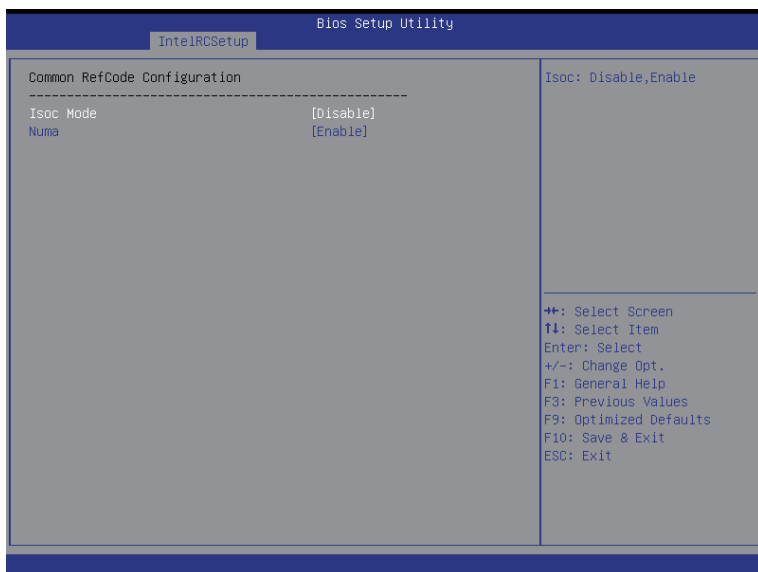 Bios Setup Utility
IntelRCSetup
Common RefCode Configuration
--------------------------------------------------
Isoc Mode [Disable]
Numa [Enable]
Isoc: Disable,Enable
→←: Select Screen
↑↓: Select Item
Enter: Select
+/-: Change Opt.
F1: General Help
F3: Previous Values
F9: Optimized Defaults
F10: Save & Exit
ESC: Exit